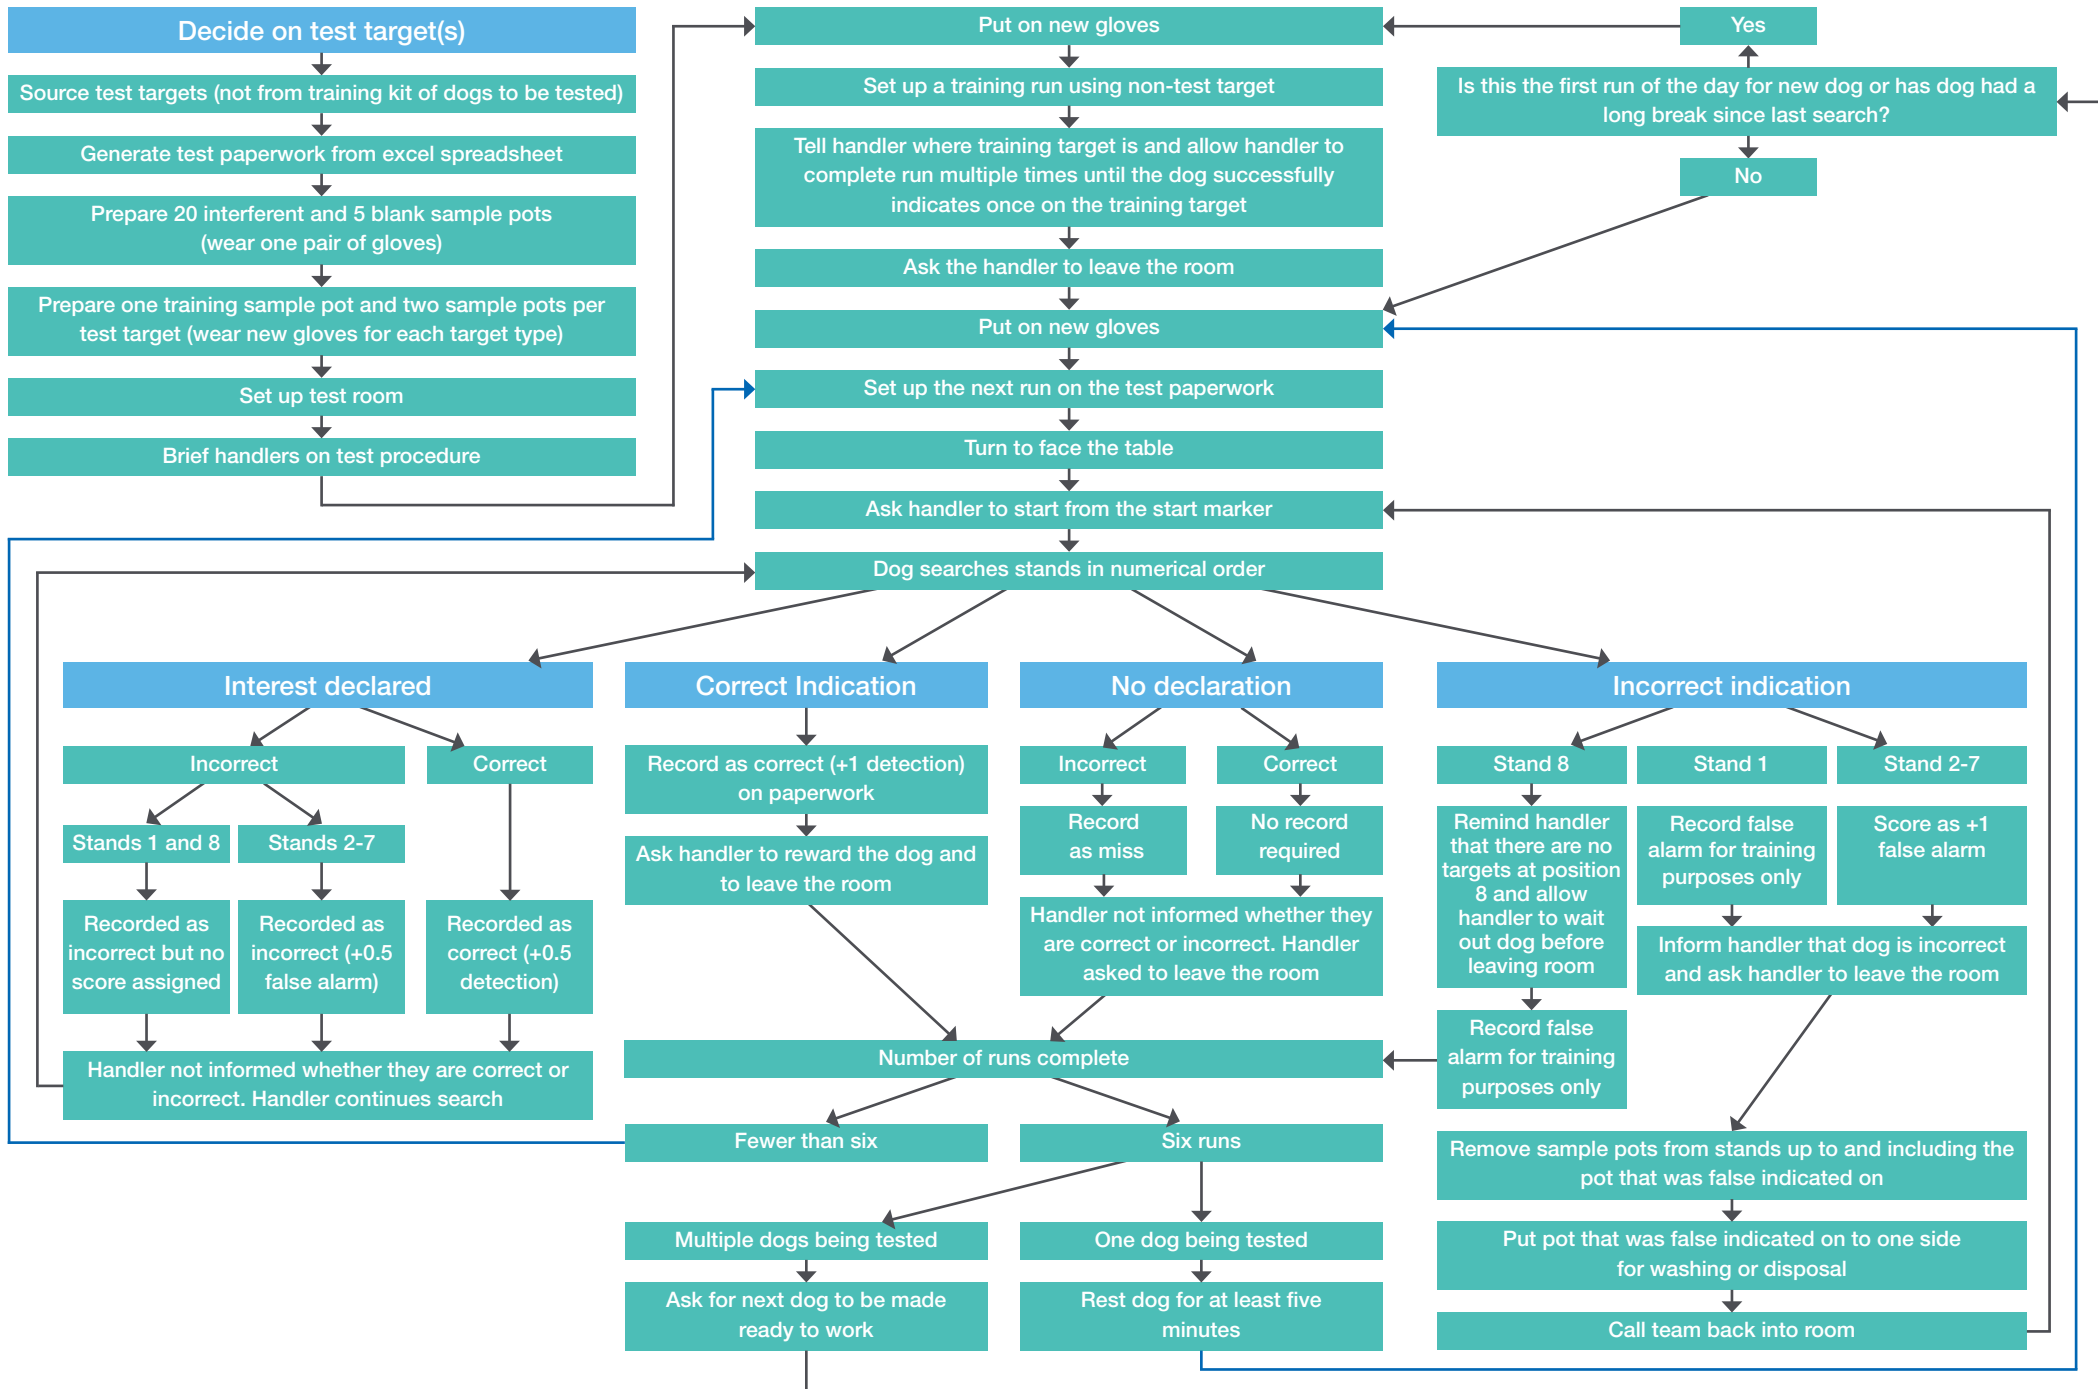 Decide on test target(s)
Source test targets (not from training kit of dogs to be tested)
Generate test paperwork from excel spreadsheet
Prepare 20 interferent and 5 blank sample pots
(wear one pair of gloves)
Prepare one training sample pot and two sample pots per
test target (wear new gloves for each target type)
Set up test room
Brief handlers on test procedure
Put on new gloves
Set up a training run using non-test target
Tell handler where training target is and allow handler to
complete run multiple times until the dog successfully
indicates once on the training target
Ask the handler to leave the room
Put on new gloves
Set up the next run on the test paperwork
Turn to face the table
Ask handler to start from the start marker
Dog searches stands in numerical order
Yes
Is this the first run of the day for new dog or has dog had a
long break since last search?
No
Interest declared
Incorrect
Correct
Stands 1 and 8
Stands 2-7
Recorded as
incorrect but no
score assigned
Recorded as
incorrect (+0.5
false alarm)
Recorded as
correct (+0.5
detection)
Handler not informed whether they are correct or
incorrect. Handler continues search
Correct Indication
Record as correct (+1 detection)
on paperwork
Ask handler to reward the dog and
to leave the room
No declaration
Incorrect
Correct
Record
as miss
No record
required
Handler not informed whether they
are correct or incorrect. Handler
asked to leave the room
Incorrect indication
Stand 8
Stand 1
Stand 2-7
Remind handler
that there are no
targets at position
8 and allow
handler to wait
out dog before
leaving room
Record false
alarm for training
purposes only
Score as +1
false alarm
Inform handler that dog is incorrect
and ask handler to leave the room
Record false
alarm for training
purposes only
Number of runs complete
Fewer than six
Six runs
Multiple dogs being tested
One dog being tested
Ask for next dog to be made
ready to work
Rest dog for at least five
minutes
Remove sample pots from stands up to and including the
pot that was false indicated on
Put pot that was false indicated on to one side
for washing or disposal
Call team back into room